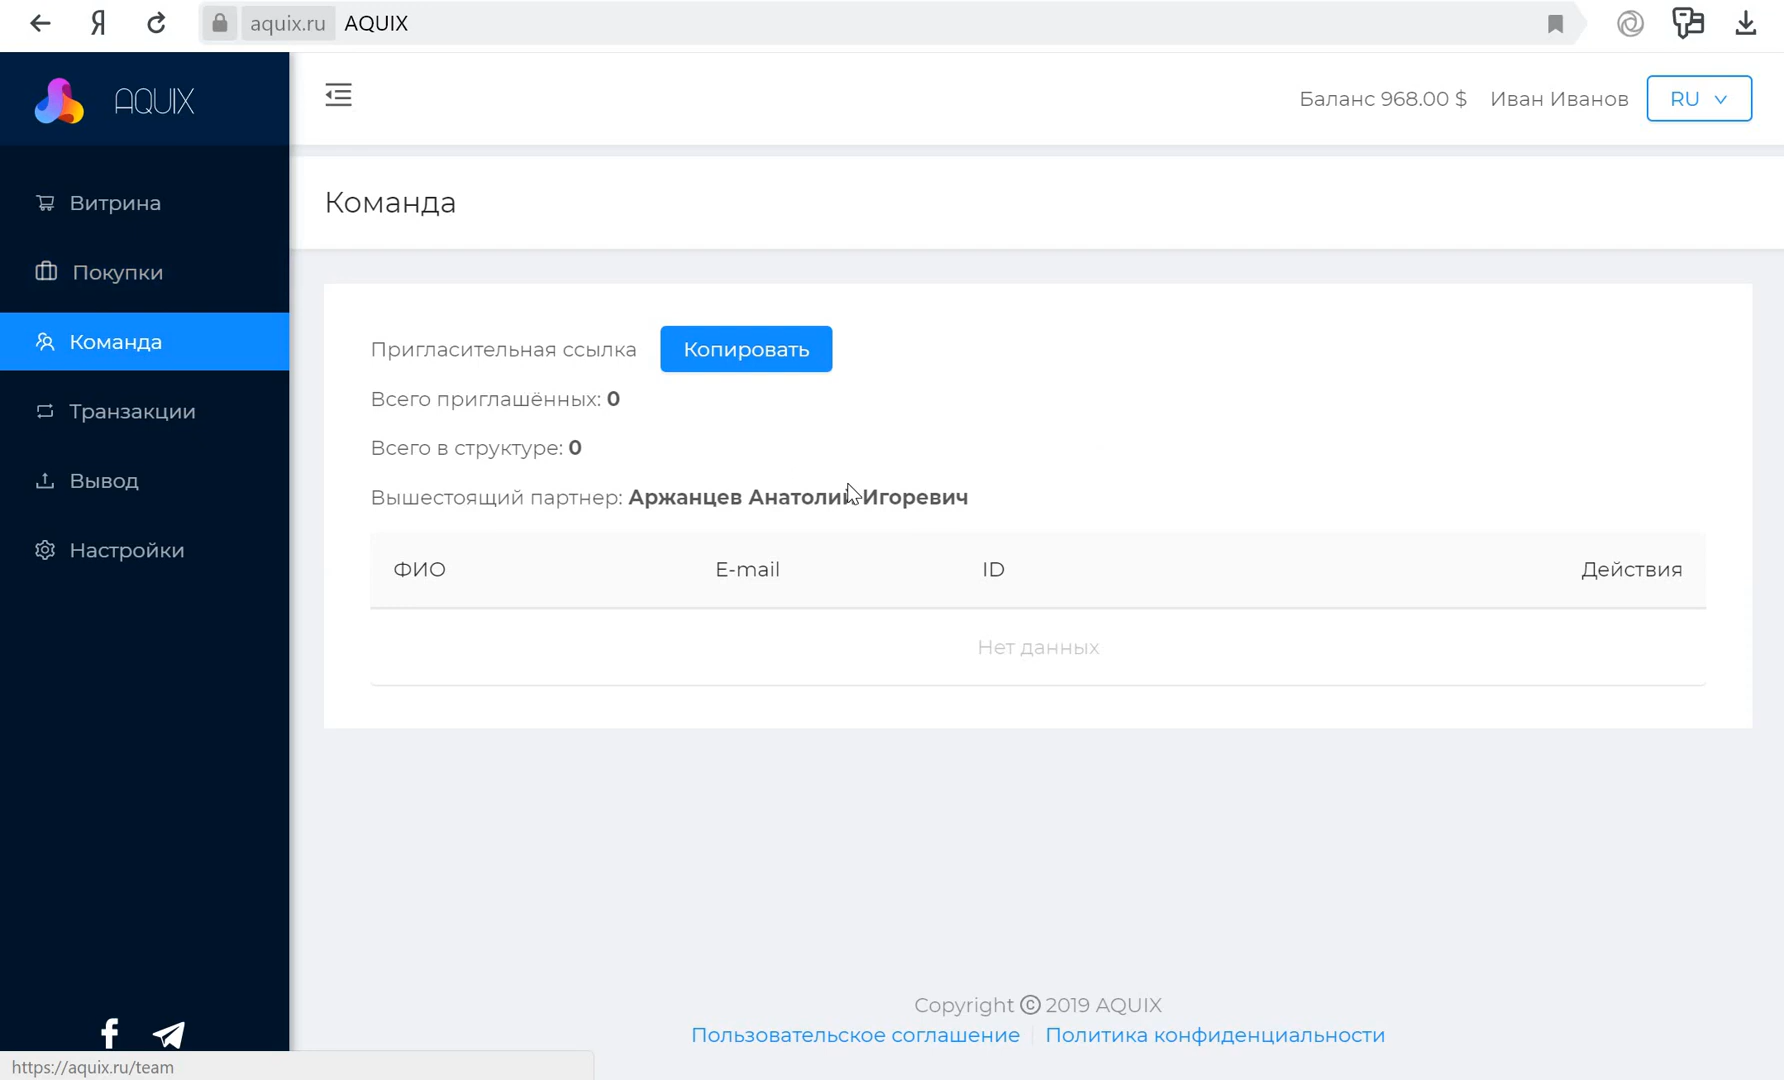 Я
aquix.ru AQUIX
AQUIX
Баланс 968.00 $ Иван Иванов RU
Витрина
Покупки
Команда
Транзакции
Вывод
Настройки
Команда
Пригласительная ссылка Копировать
Всего приглашённых: 0
Всего в структуре: 0
Вышестоящий партнер: Аржанцев Анатолий Игоревич
ФИО E-mail ID Действия
Нет данных
Copyright © 2019 AQUIX
Пользовательское соглашение Политика конфиденциальности
https://aquix.ru/team